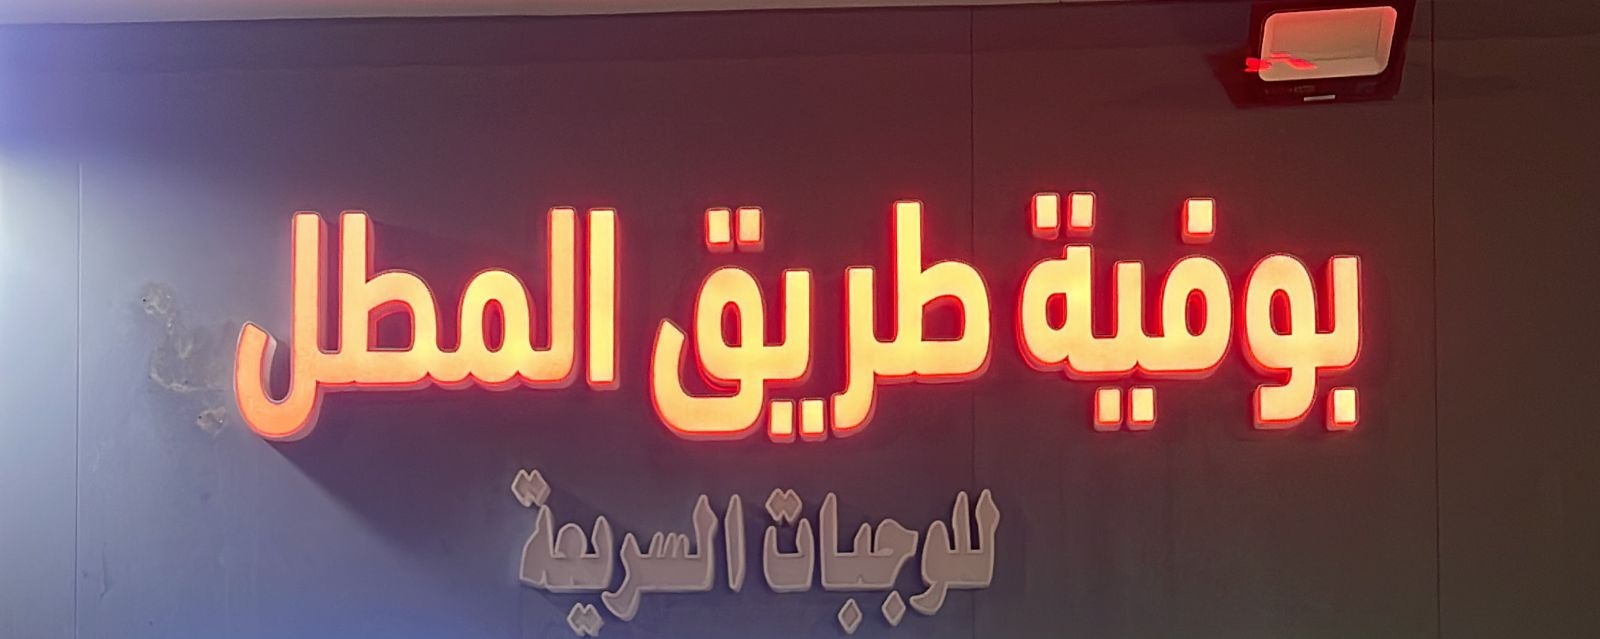 بوفية طريق المطل
للوجبات السريعة